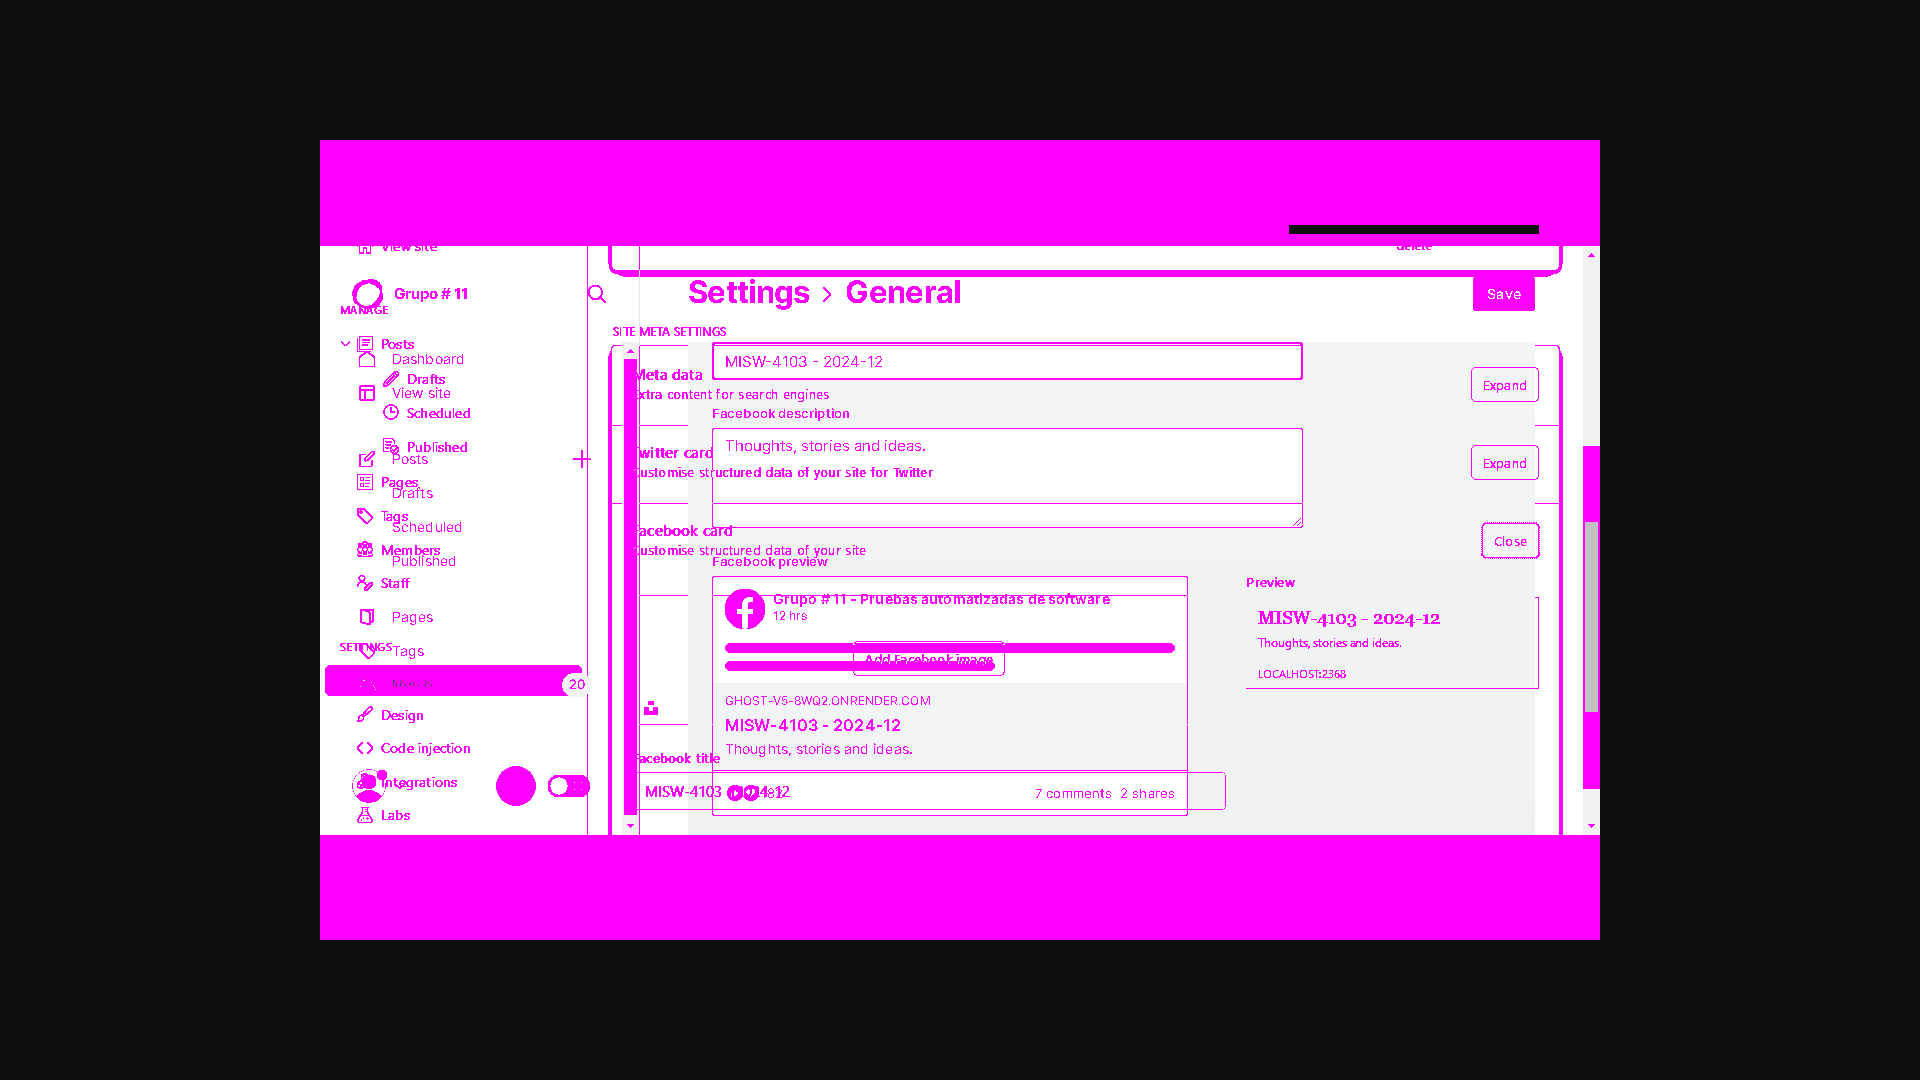 View site
delete
Grupo # 11
Settings > General
Save
MANAGE
SITE META SETTINGS
Posts
Dashboard
MISW-4103 - 2024-12
Meta data
Drafts
Expand
View site
Extra content for search engines
Scheduled
Facebook description
Published
Thoughts, stories and ideas.
Posts
Twitter card
Expand
Customise structured data of your site for Twitter
Pages
Drafts
Tags
Scheduled
Facebook card
Close
Members
Customise structured data of your site
Published
Facebook preview
Staff
Preview
Grupo # 11 - Pruebas automatizadas de software
12 hrs
Pages
MISW-4103 - 2024-12
Thoughts, stories and ideas.
SETTINGS
Tags
Add Facebook image
LOCALHOST:2368
20
GHOST-V5-8WQ2.ONRENDER.COM
Design
MISW-4103 - 2024-12
Code injection
Thoughts, stories and ideas.
Facebook title
Integrations
MISW-4103 - 2024-12
7 comments 2 shares
Labs